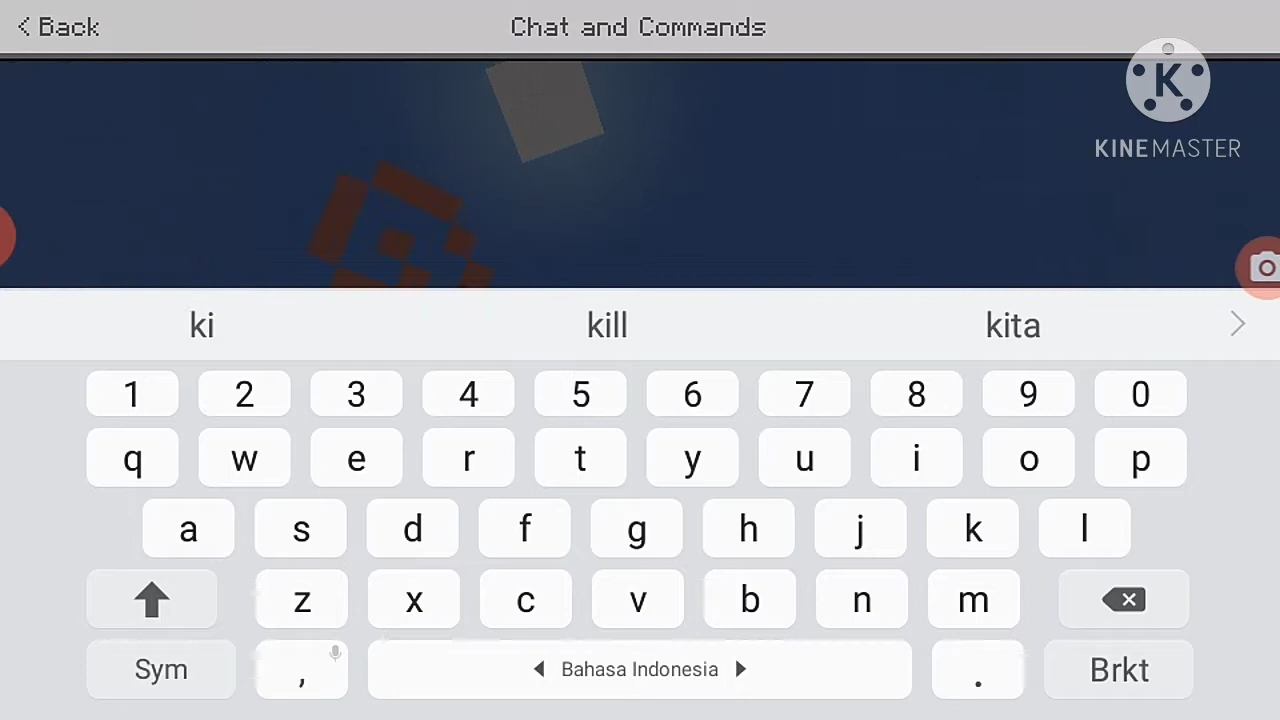 < Back
Chat and Commands
K
KINEMASTER
ki kill kita
1 2 3 4 5 6 7 8 9 0
q w e r t y u i o p
a s d f g h j k l
z x c v b n m
Sym , Bahasa Indonesia . Brkt